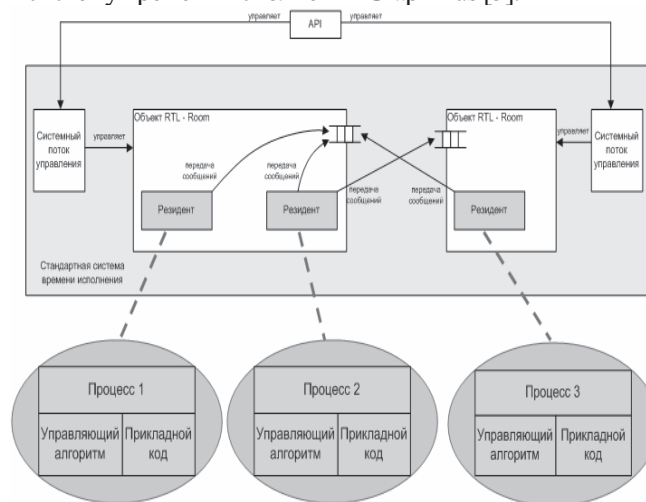 управляет
API
управляет
Объект RTL - Room
Объект RTL - Room
Системный
поток
управления
управляет
передача
сообщений
передача
сообщений
передача
сообщений
передача
сообщений
управляет
Системный
поток
управления
Резидент
Резидент
Резидент
Стандартная система
времени исполнения
Процесс 1
Управляющий
алгоритм
Прикладной
код
Процесс 2
Управляющий
алгоритм
Прикладной
код
Процесс 3
Управляющий
алгоритм
Прикладной
код